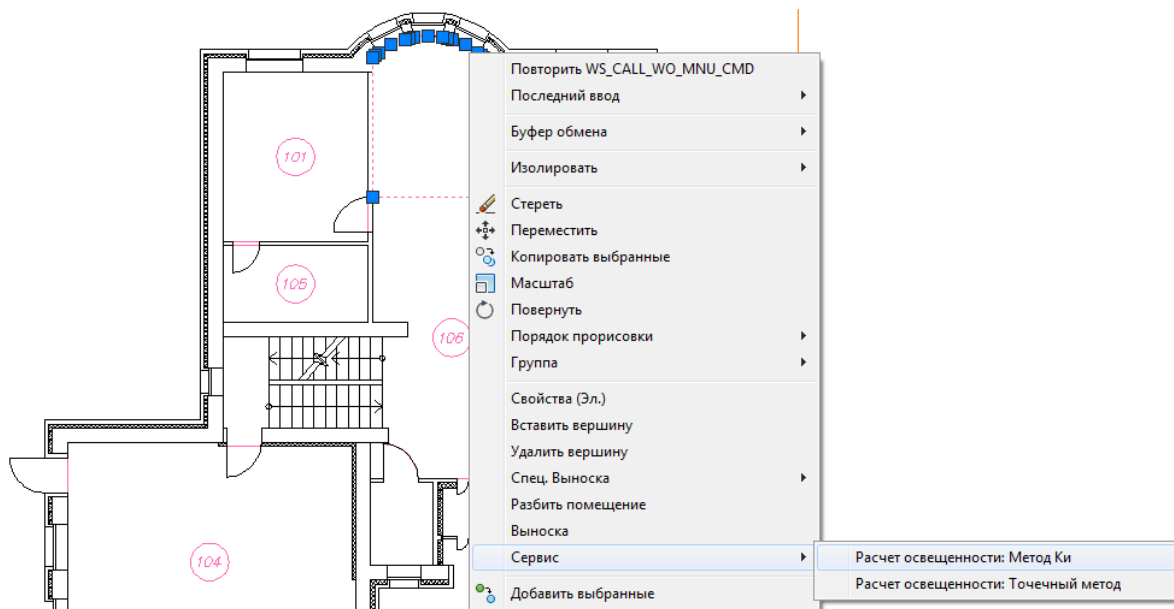 Повторить WS_CALL_WO_MNU_CMD
Последний ввод
Буфер обмена
101
Изолировать
Стереть
Переместить
Копировать выбранные
105
Масштаб
Повернуть
106
Порядок прорисовки
Группа
Свойства (Эл.)
Вставить вершину
Удалить вершину
Спец. Выноска
Разбить помещение
Выноска
104
Сервис
Расчет освещенности: Метод Ки
Расчет освещенности: Точечный метод
Добавить выбранные